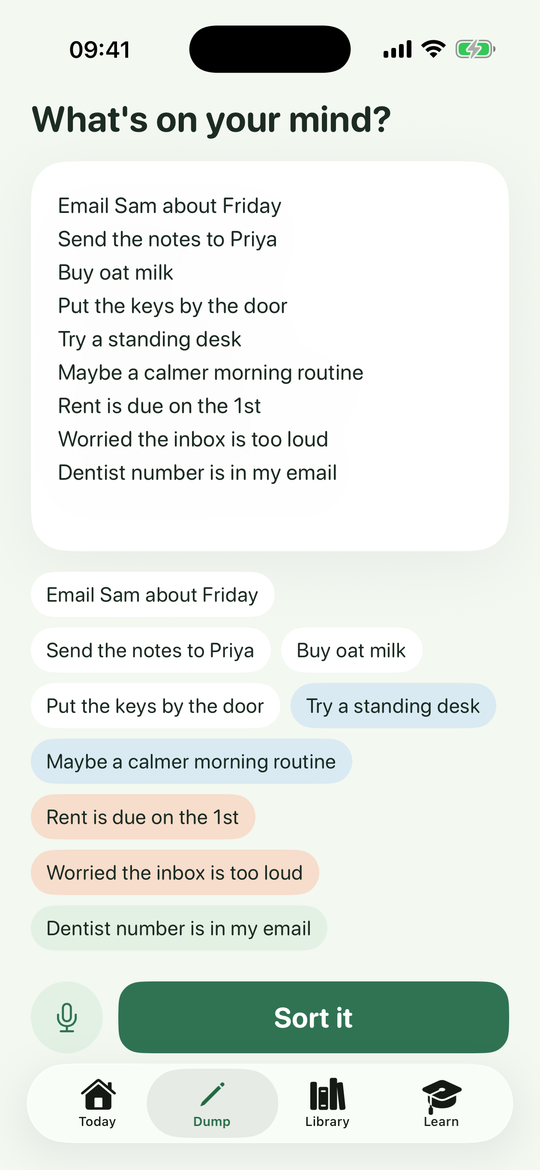 09:41
What's on your mind?
Email Sam about Friday
Send the notes to Priya
Buy oat milk
Put the keys by the door
Try a standing desk
Maybe a calmer morning routine
Rent is due on the 1st
Worried the inbox is too loud
Dentist number is in my email
Email Sam about Friday
Send the notes to Priya
Buy oat milk
Put the keys by the door
Try a standing desk
Maybe a calmer morning routine
Rent is due on the 1st
Worried the inbox is too loud
Dentist number is in my email
Sort it
Today
Dump
Library
Learn